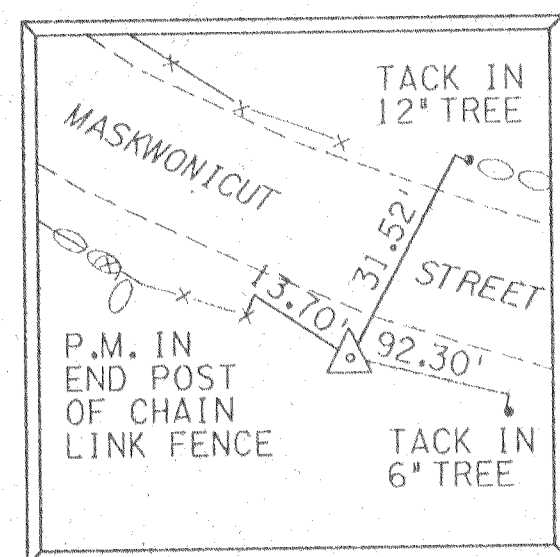 TACK IN
12" TREE
MASKWONICUT
STREET
31.52'
13.70'
92.30'
P.M. IN
END POST
OF CHAIN
LINK FENCE
TACK IN
6" TREE